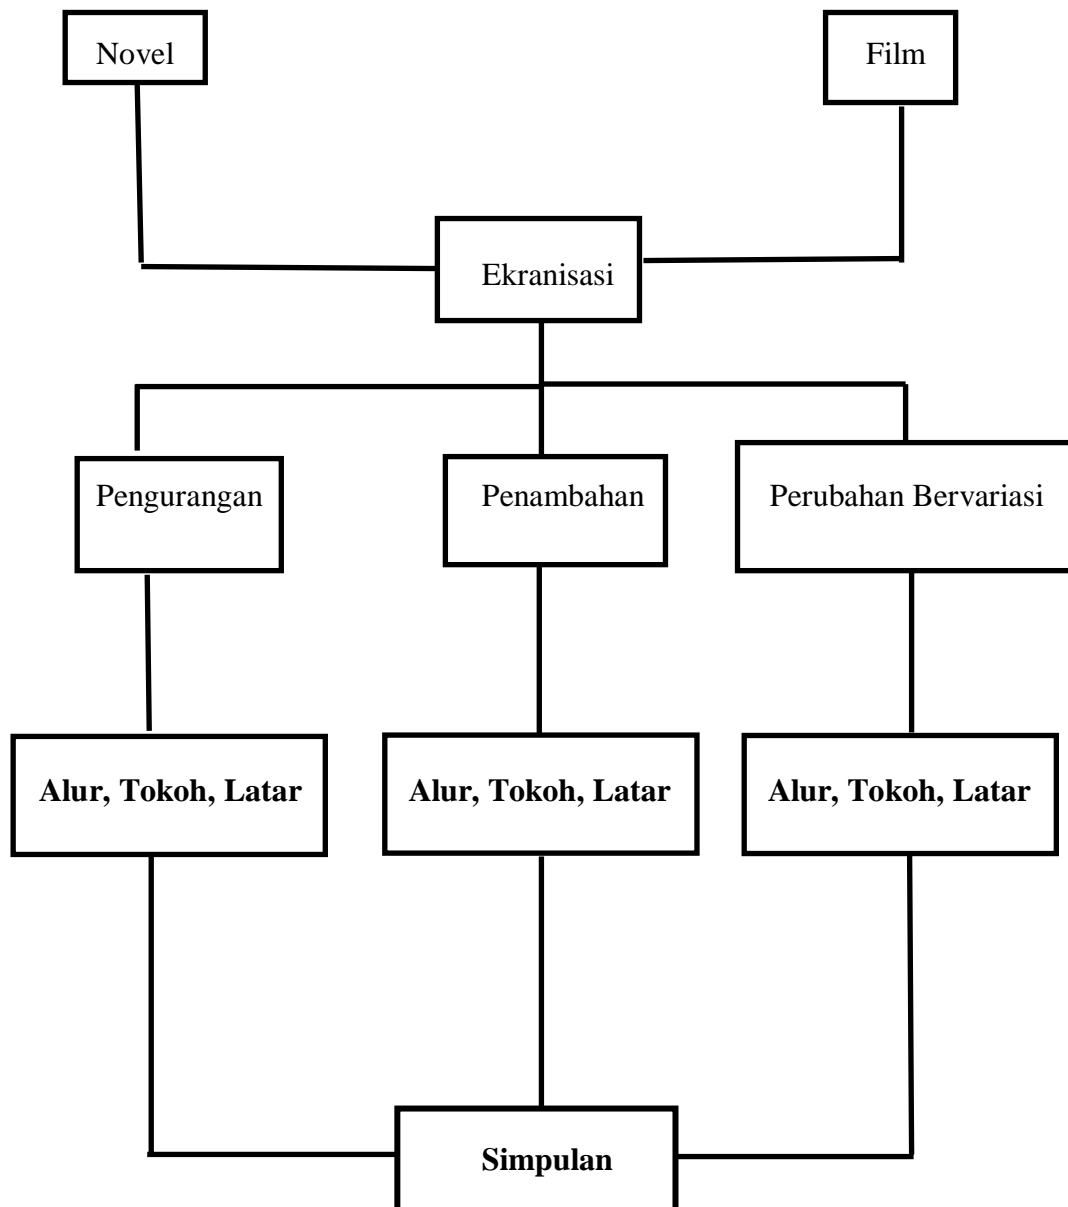 Novel
Film
Ekranisasi
Pengurangan
Penambahan
Perubahan Bervariasi
Alur, Tokoh, Latar
Alur, Tokoh, Latar
Alur, Tokoh, Latar
Simpulan